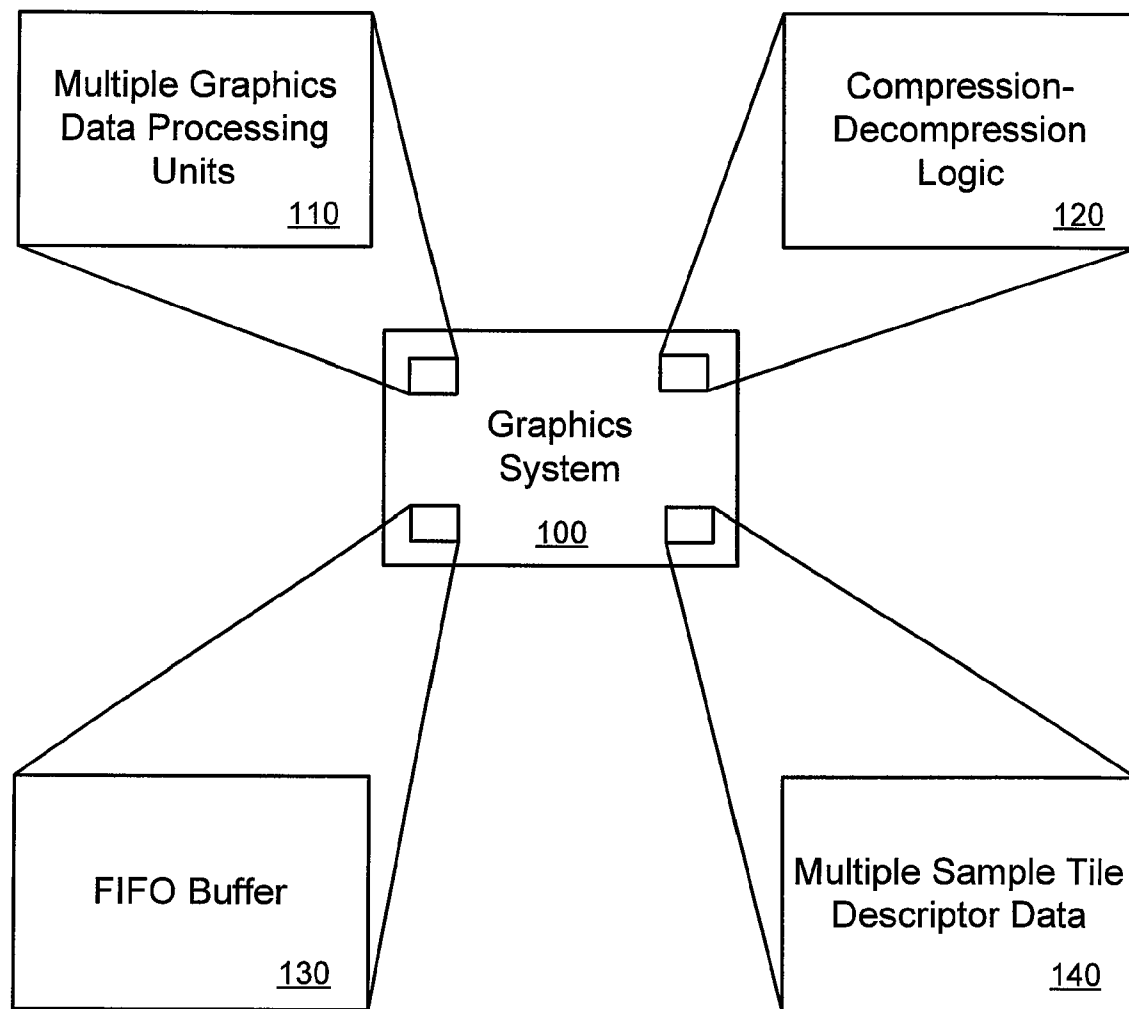 Multiple Graphics
Data Processing
Units
110
Compression-
Decompression
Logic
120
Graphics
System
100
FIFO Buffer
130
Multiple Sample Tile
Descriptor Data
140